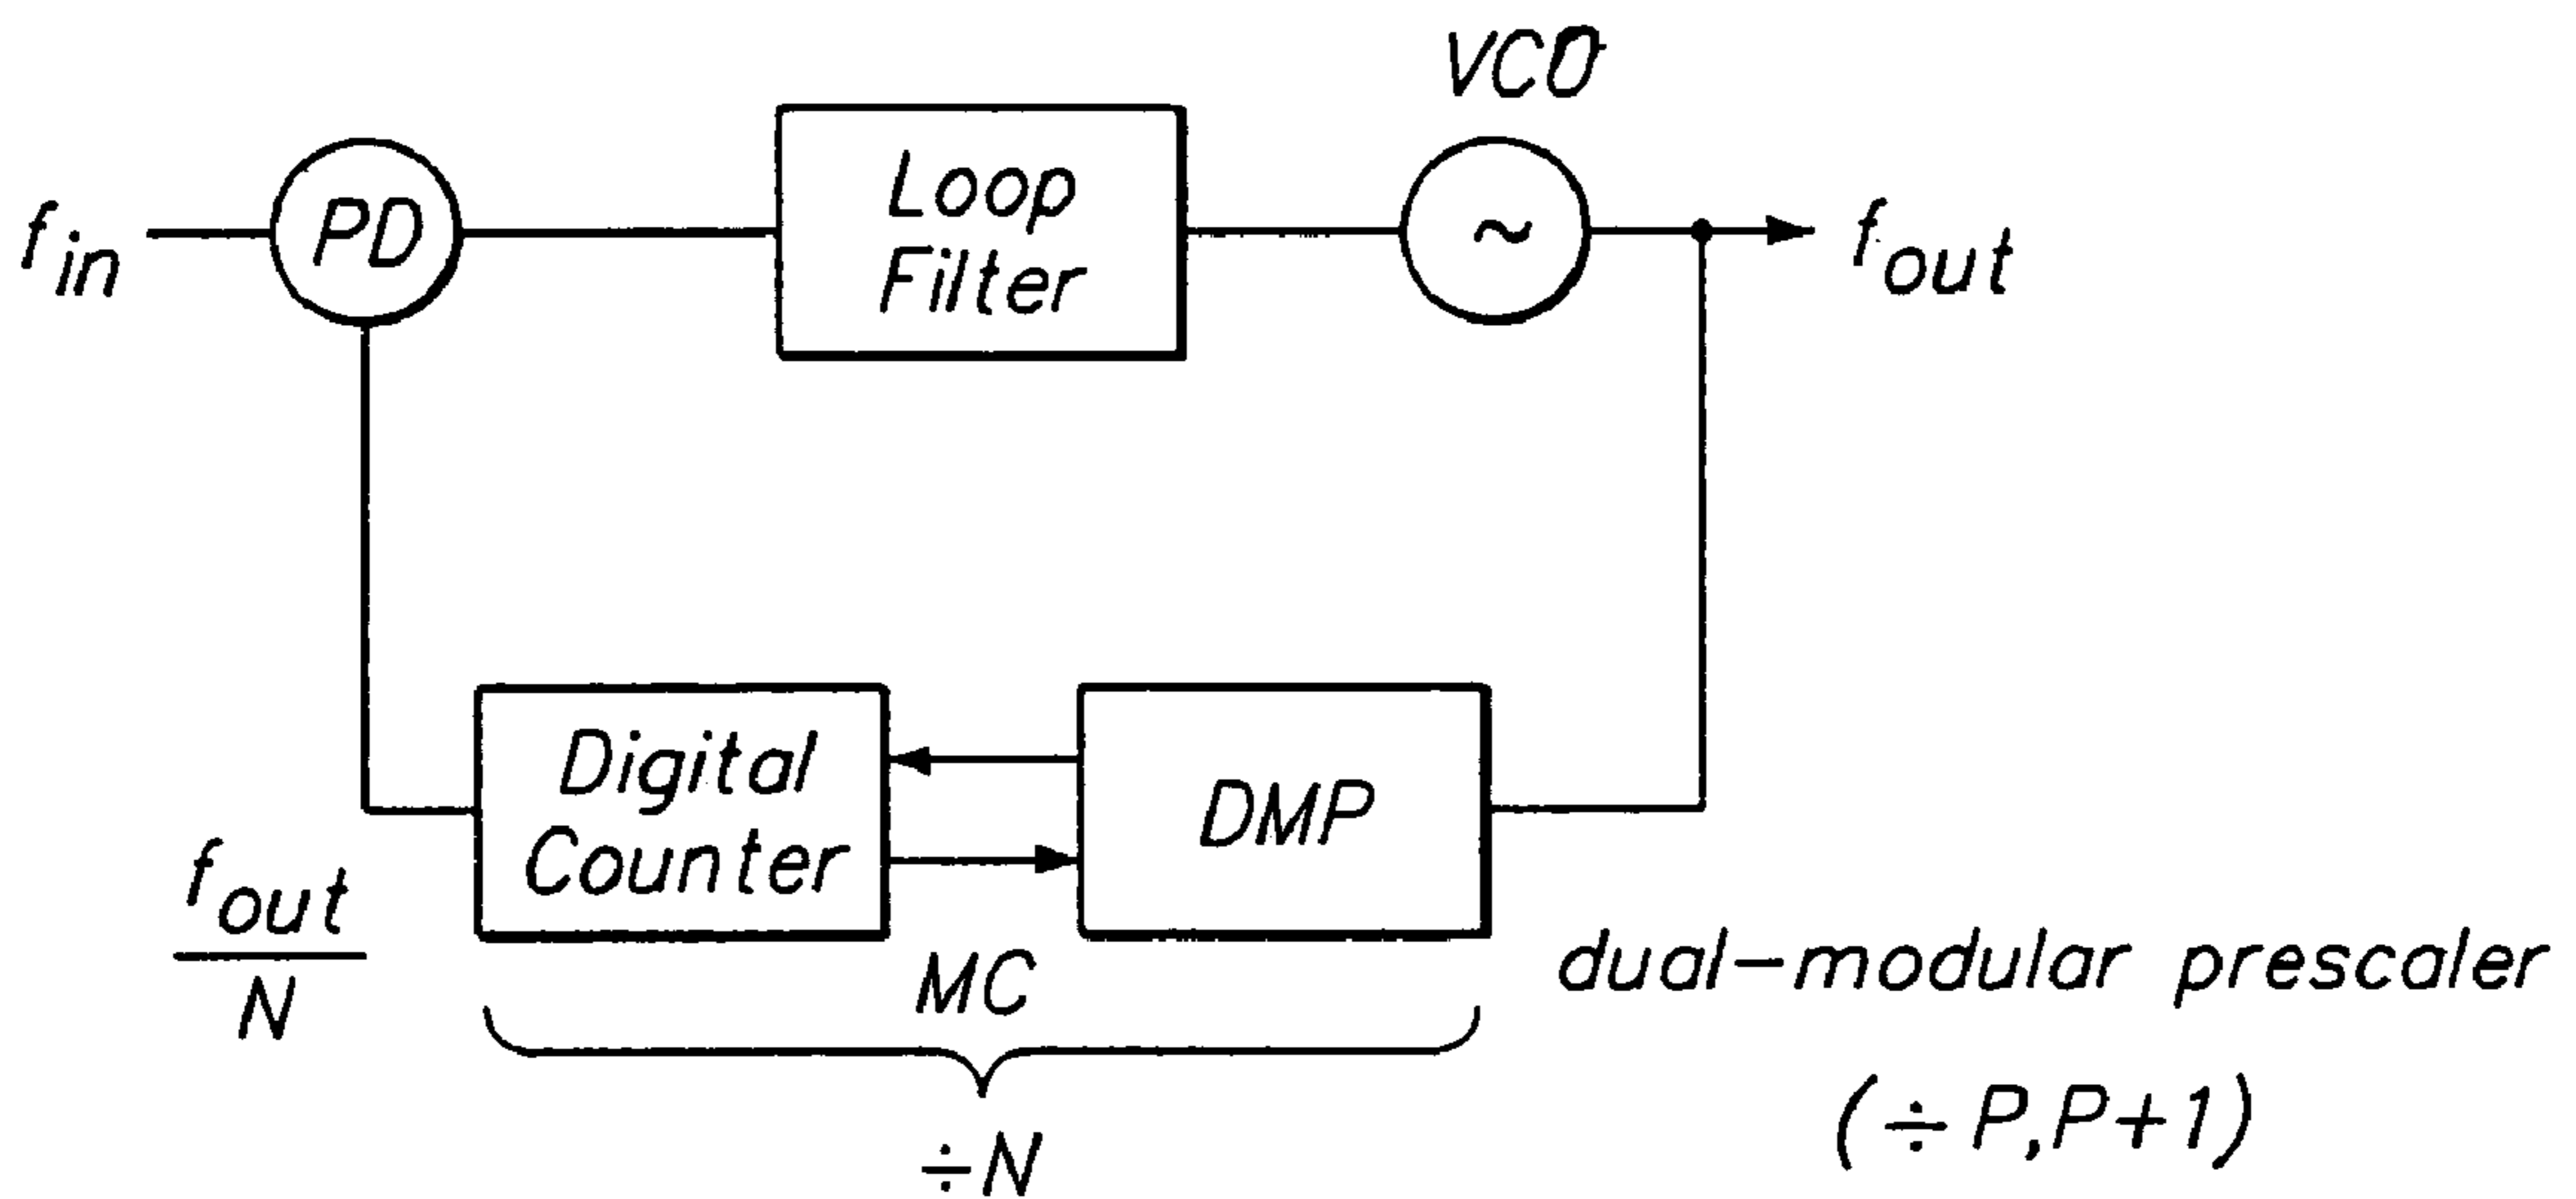 VCO
f_in
PD
Loop
Filter
~
f_out
Digital
Counter
DMP
f_out
N
MC
dual-modular prescaler
÷N
(÷P,P+1)